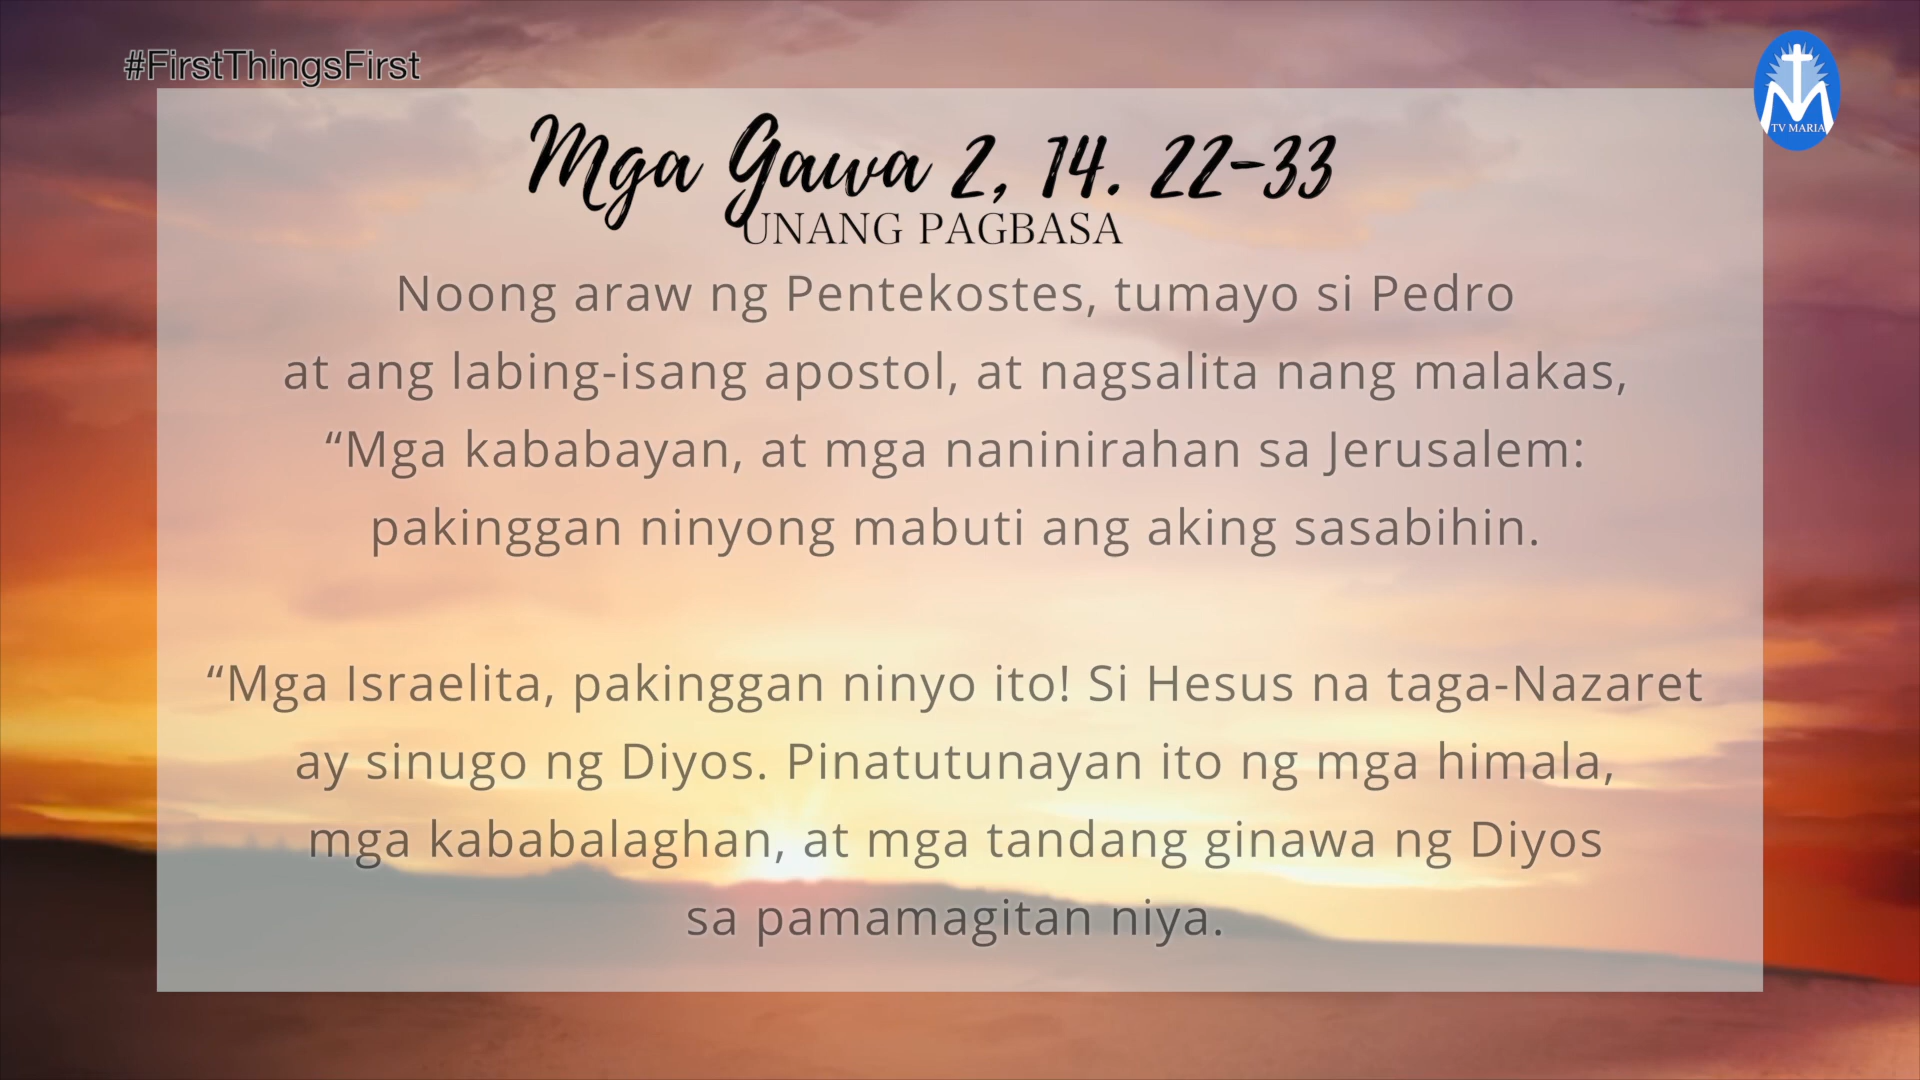 #FirstThingsFirst
TV MARIA
Mga Gawa 2, 14. 22-33
UNANG PAGBASA
Noong araw ng Pentekostes, tumayo si Pedro
at ang labing-isang apostol, at nagsalita nang malakas,
“Mga kababayan, at mga naninirahan sa Jerusalem:
pakinggan ninyong mabuti ang aking sasabihin.
“Mga Israelita, pakinggan ninyo ito! Si Hesus na taga-Nazaret
ay sinugo ng Diyos. Pinatutunayan ito ng mga himala,
mga kababalaghan, at mga tandang ginawa ng Diyos
sa pamamagitan niya.